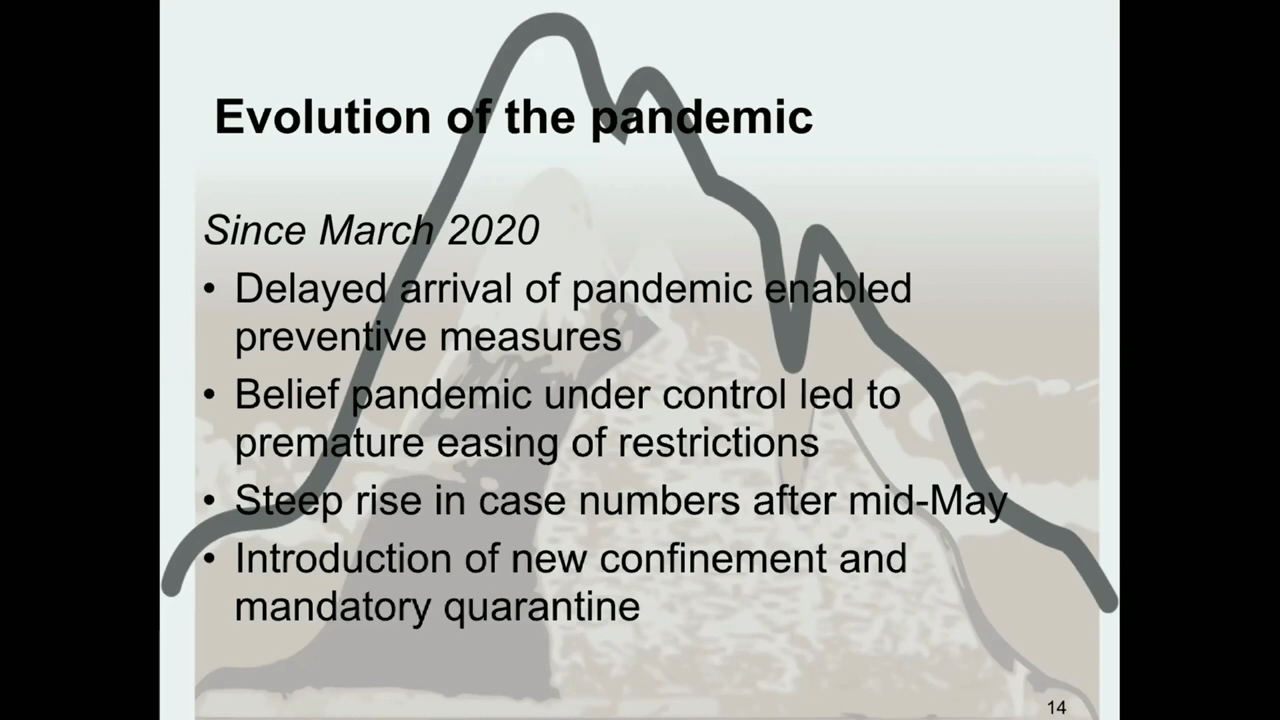 Evolution of the pandemic
Since March 2020
• Delayed arrival of pandemic enabled
preventive measures
• Belief pandemic under control led to
premature easing of restrictions
• Steep rise in case numbers after mid-May
• Introduction of new confinement and
mandatory quarantine
14